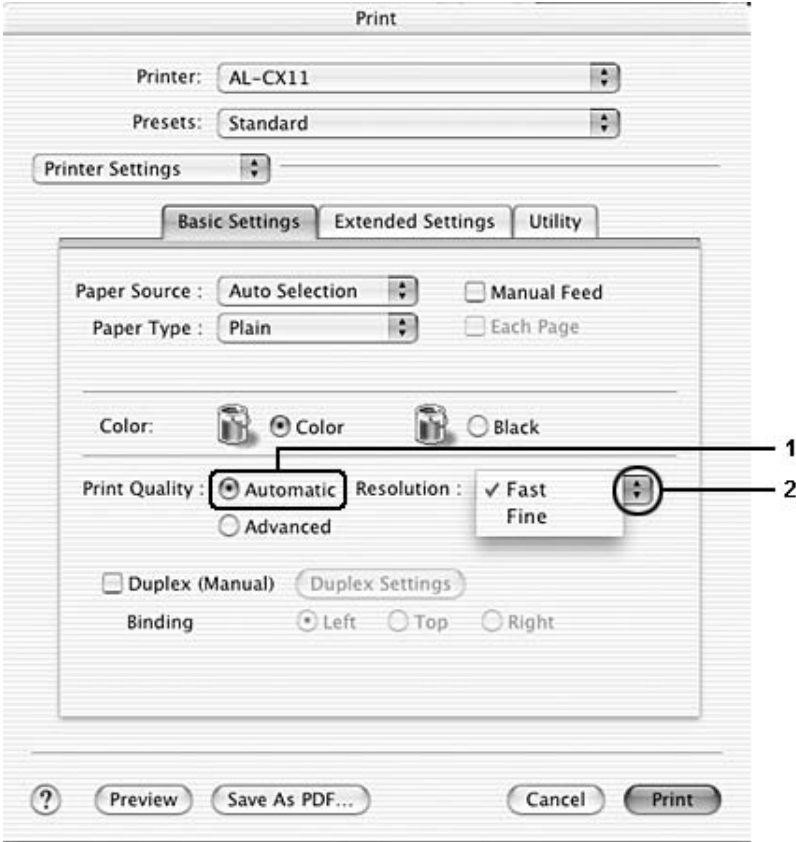 Print
Printer: AL-CX11
Presets: Standard
Printer Settings
Basic Settings Extended Settings Utility
Paper Source : Auto Selection Manual Feed
Paper Type : Plain Each Page
Color: Color Black
1
Print Quality : Automatic Resolution : ✓ Fast 2
Advanced Fine
Duplex (Manual) Duplex Settings
Binding Left Top Right
? Preview Save As PDF... Cancel Print